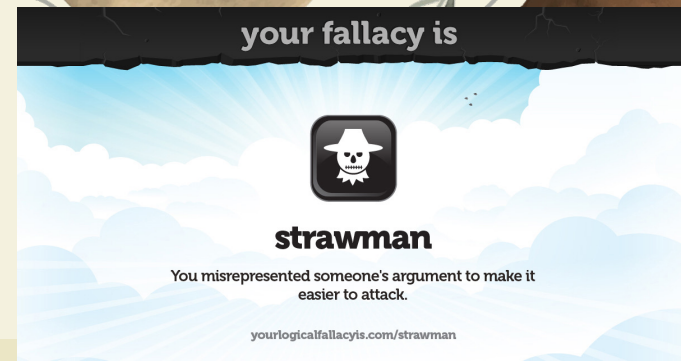 your fallacy is
strawman
You misrepresented someone's argument to make it
easier to attack.
yourlogicalfallacyis.com/strawman